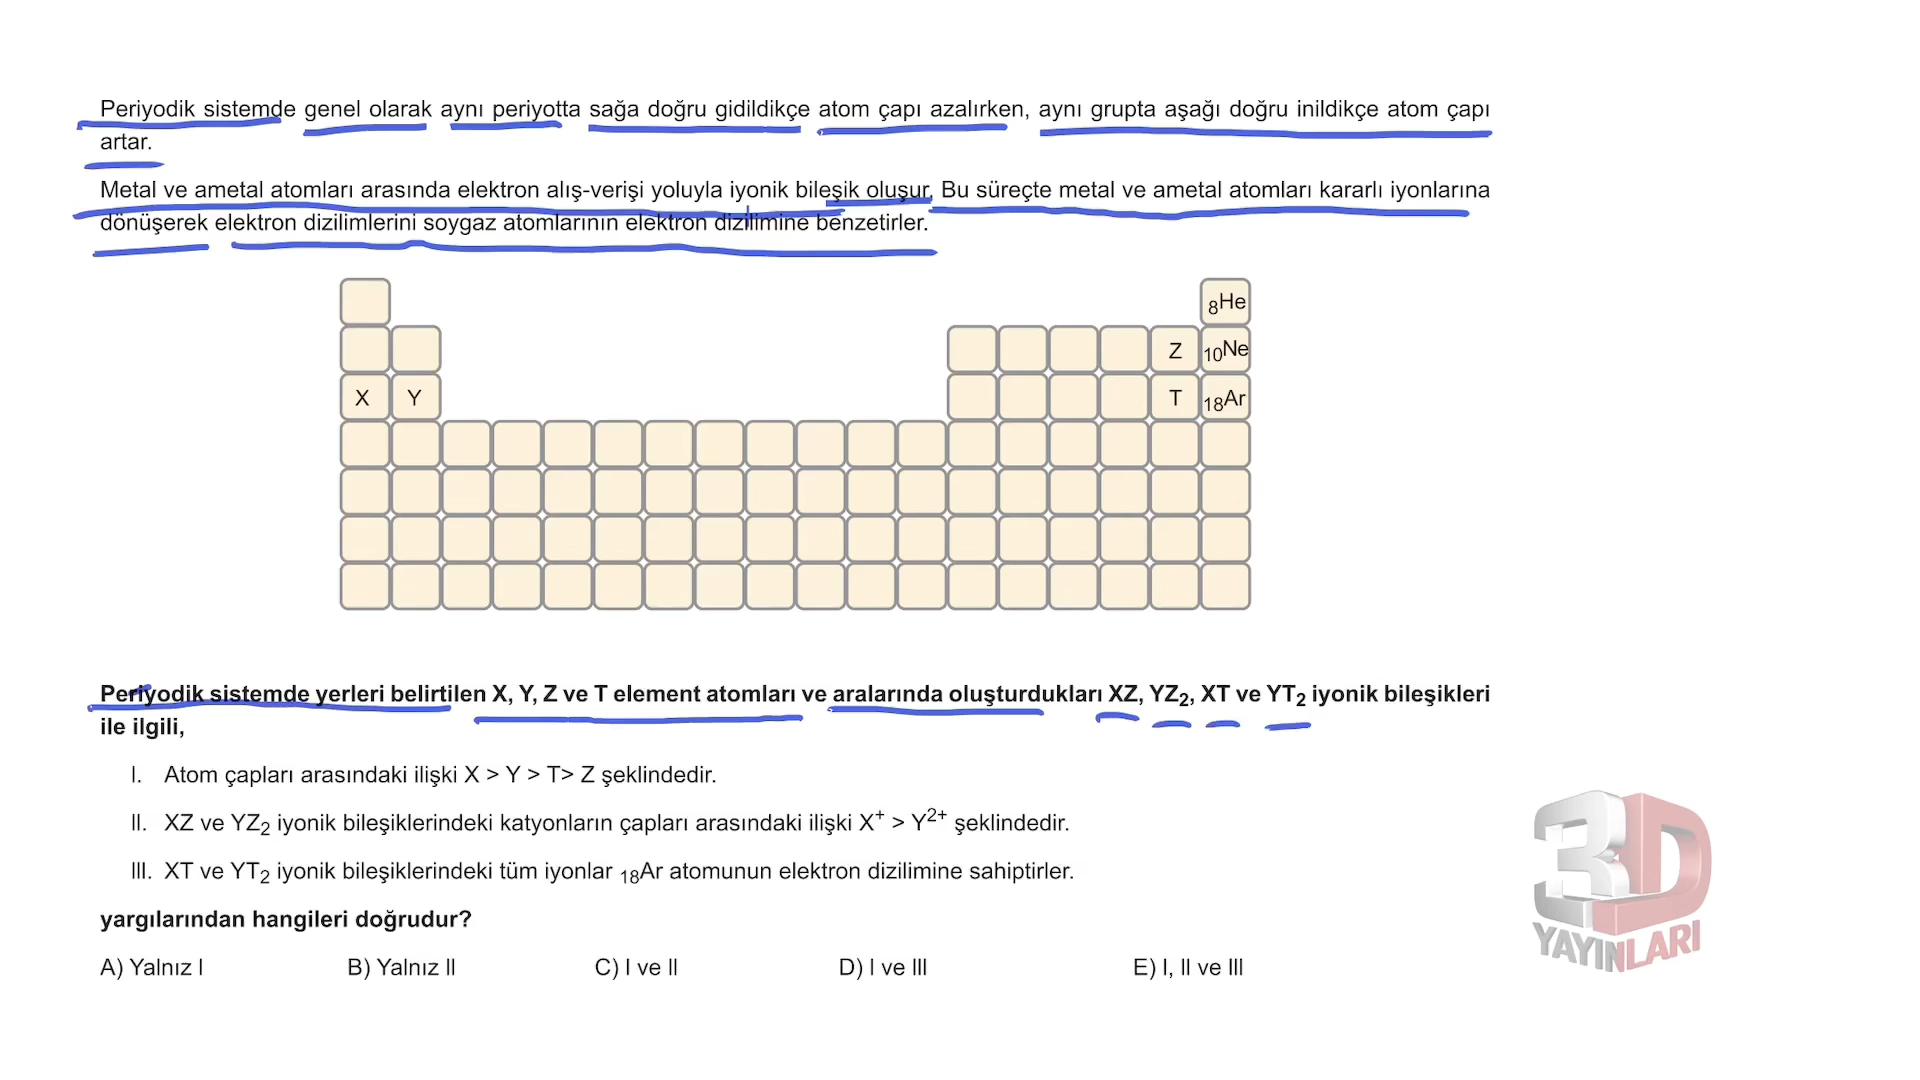 Periyodik sistemde genel olarak aynı periyotta sağa doğru gidildikçe atom çapı azalırken, aynı grupta aşağı doğru inildikçe atom çapı
artar.
Metal ve ametal atomları arasında elektron alış-verişi yoluyla iyonik bileşik oluşur. Bu süreçte metal ve ametal atomları kararlı iyonlarına
dönüşerek elektron dizilimlerini soygaz atomlarının elektron dizilimine benzetirler.
₈He
Z ₁₀Ne
X Y T ₁₈Ar
Periyodik sistemde yerleri belirtilen X, Y, Z ve T element atomları ve aralarında oluşturdukları XZ, YZ₂, XT ve YT₂ iyonik bileşikleri
ile ilgili,
I. Atom çapları arasındaki ilişki X > Y > T> Z şeklindedir.
II. XZ ve YZ₂ iyonik bileşiklerindeki katyonların çapları arasındaki ilişki X⁺ > Y²⁺ şeklindedir.
III. XT ve YT₂ iyonik bileşiklerindeki tüm iyonlar ₁₈Ar atomunun elektron dizilimine sahiptirler.
yargılarından hangileri doğrudur?
A) Yalnız I B) Yalnız II C) I ve II D) I ve III E) I, II ve III
3D
YAYINLARI